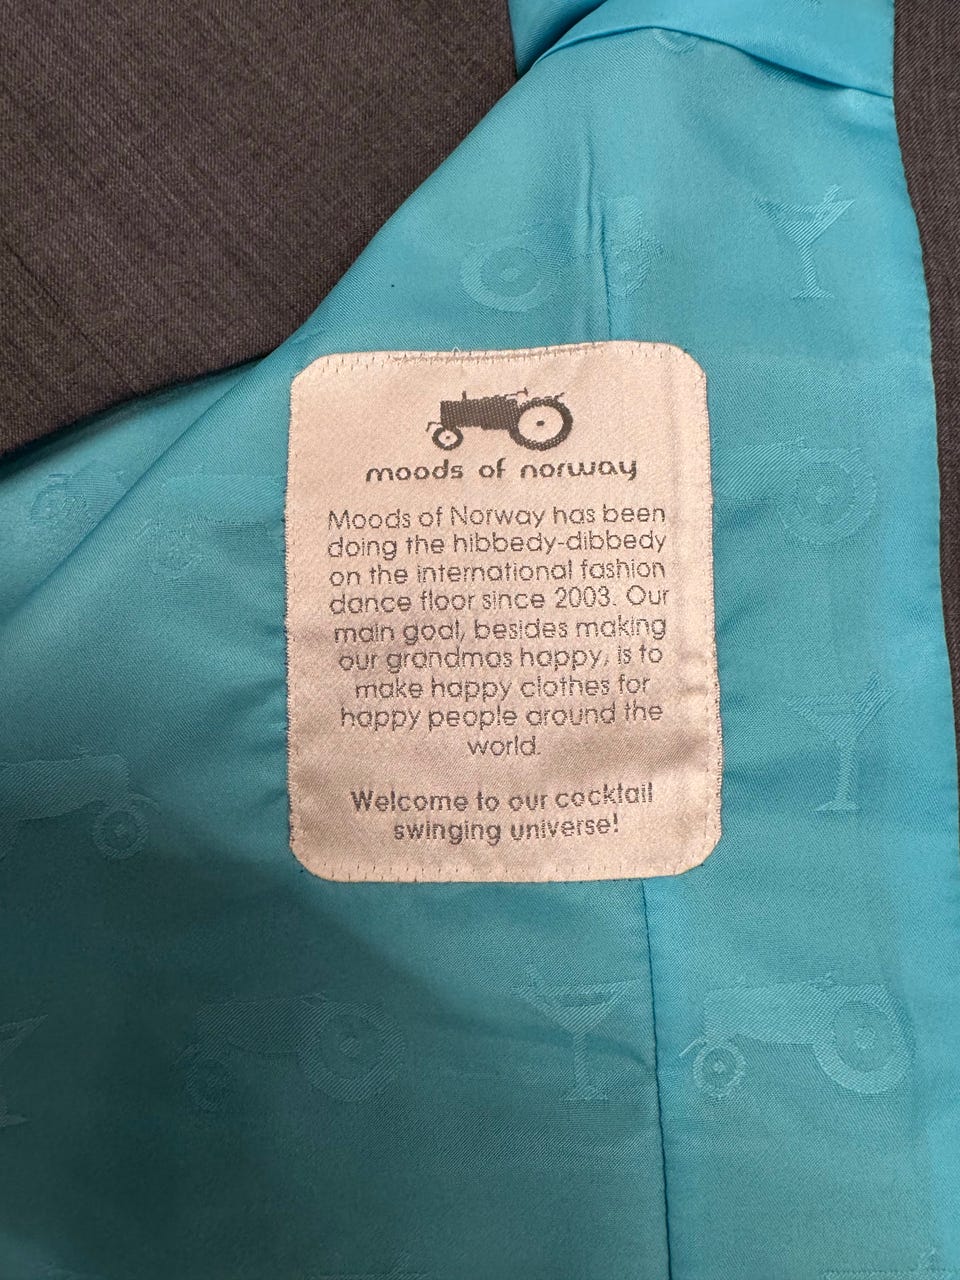 moods of norway
Moods of Norway has been
doing the hibbedy-dibbedy
on the international fashion
dance floor since 2003. Our
main goal, besides making
our grandmas happy, is to
make happy clothes for
happy people around the
world.
Welcome to our cocktail
swinging universe!